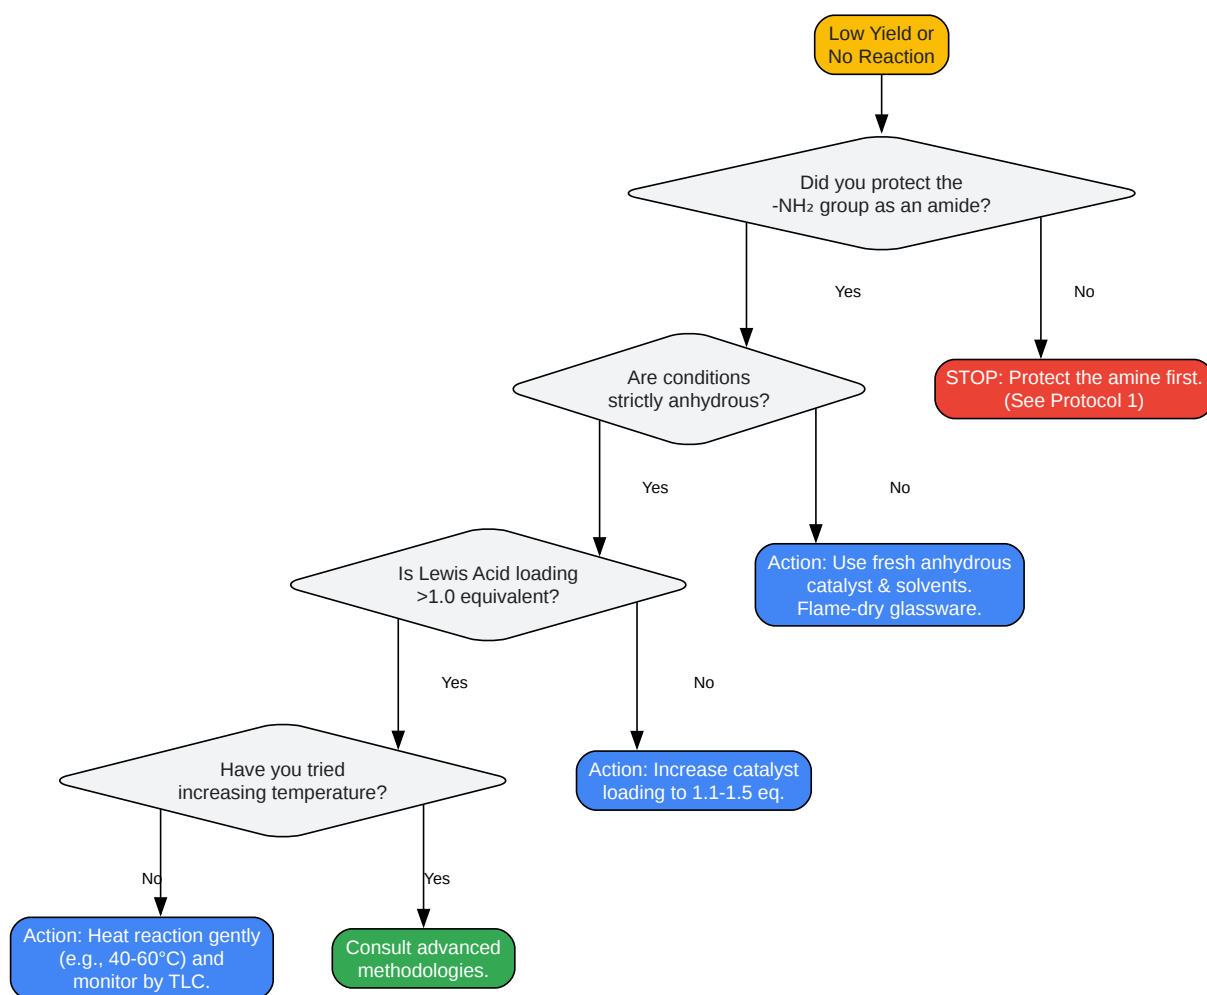 Low Yield or
No Reaction
Did you protect the
-NH₂ group as an amide?
Yes
No
Are conditions
strictly anhydrous?
STOP: Protect the amine first.
(See Protocol 1)
Yes
No
Is Lewis Acid loading
>1.0 equivalent?
Action: Use fresh anhydrous
catalyst & solvents.
Flame-dry glassware.
Yes
No
Have you tried
increasing temperature?
Action: Increase catalyst
loading to 1.1-1.5 eq.
No
Yes
Action: Heat reaction gently
(e.g., 40-60°C) and
monitor by TLC.
Consult advanced
methodologies.